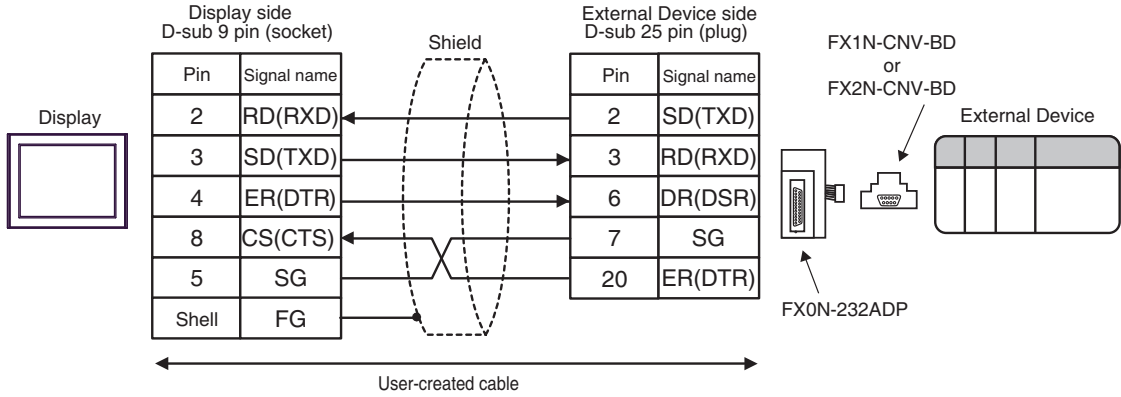 Display side
D-sub 9 pin (socket)
External Device side
D-sub 25 pin (plug)
Shield
FX1N-CNV-BD
or
FX2N-CNV-BD
Display
External Device
Pin Signal name
2 RD(RXD)
3 SD(TXD)
4 ER(DTR)
8 CS(CTS)
5 SG
Shell FG
Pin Signal name
2 SD(TXD)
3 RD(RXD)
6 DR(DSR)
7 SG
20 ER(DTR)
FX0N-232ADP
User-created cable